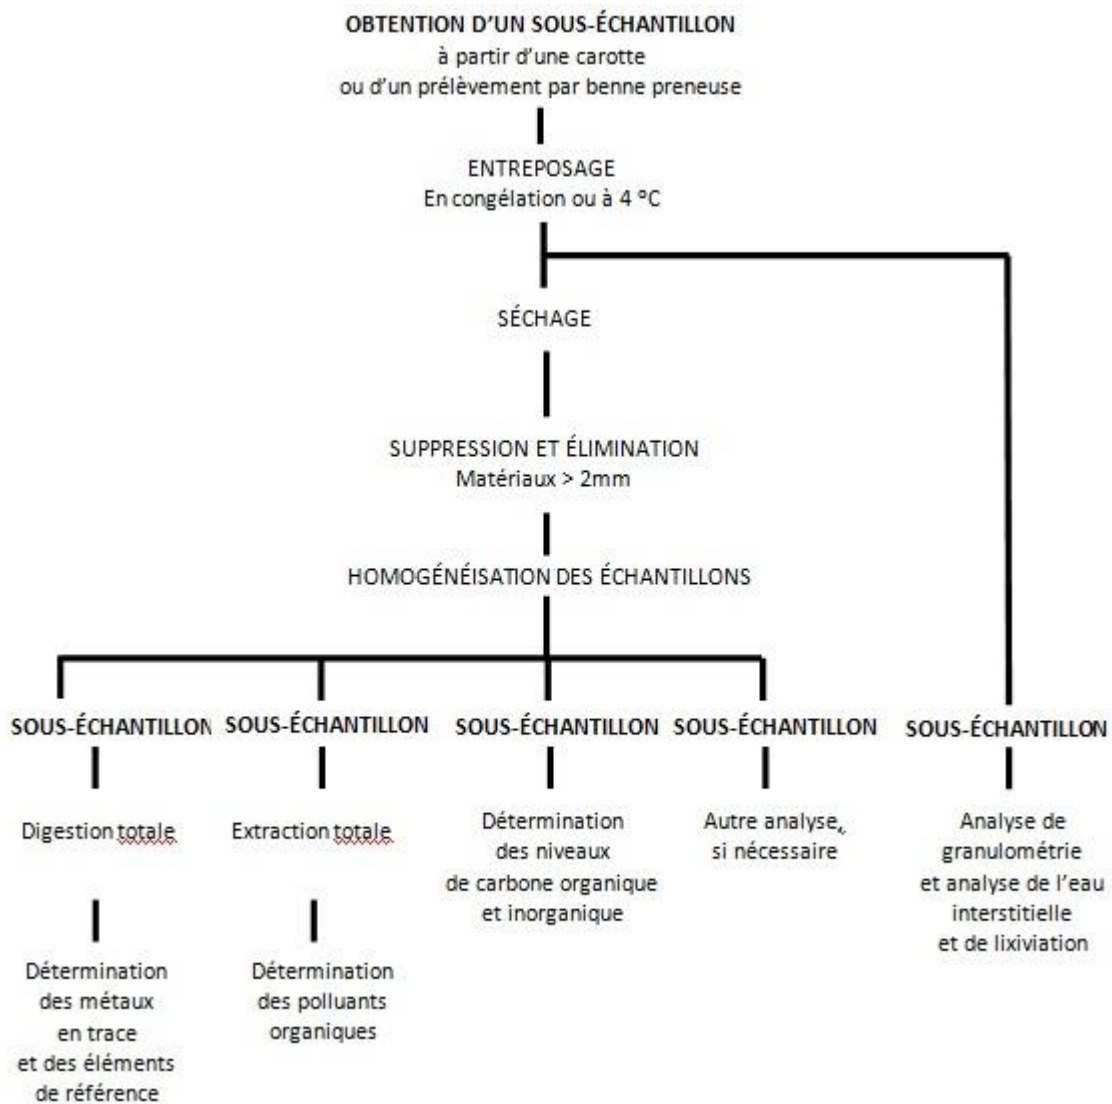 OBTENTION D'UN SOUS-ÉCHANTILLON
à partir d'une carotte
ou d'un prélèvement par benne preneuse
ENTREPOSAGE
En congélation ou à 4 °C
SÉCHAGE
SUPPRESSION ET ÉLIMINATION
Matériaux > 2mm
HOMOGÉNÉISATION DES ÉCHANTILLONS
SOUS-ÉCHANTILLON
Digestion totale
Détermination
des métaux
en trace
et des éléments
de référence
SOUS-ÉCHANTILLON
Extraction totale
Détermination
des polluants
organiques
SOUS-ÉCHANTILLON
Détermination
des niveaux
de carbone organique
et inorganique
SOUS-ÉCHANTILLON
Autre analyse,
si nécessaire
SOUS-ÉCHANTILLON
Analyse de
granulométrie
et analyse de l'eau
interstitielle
et de lixiviation